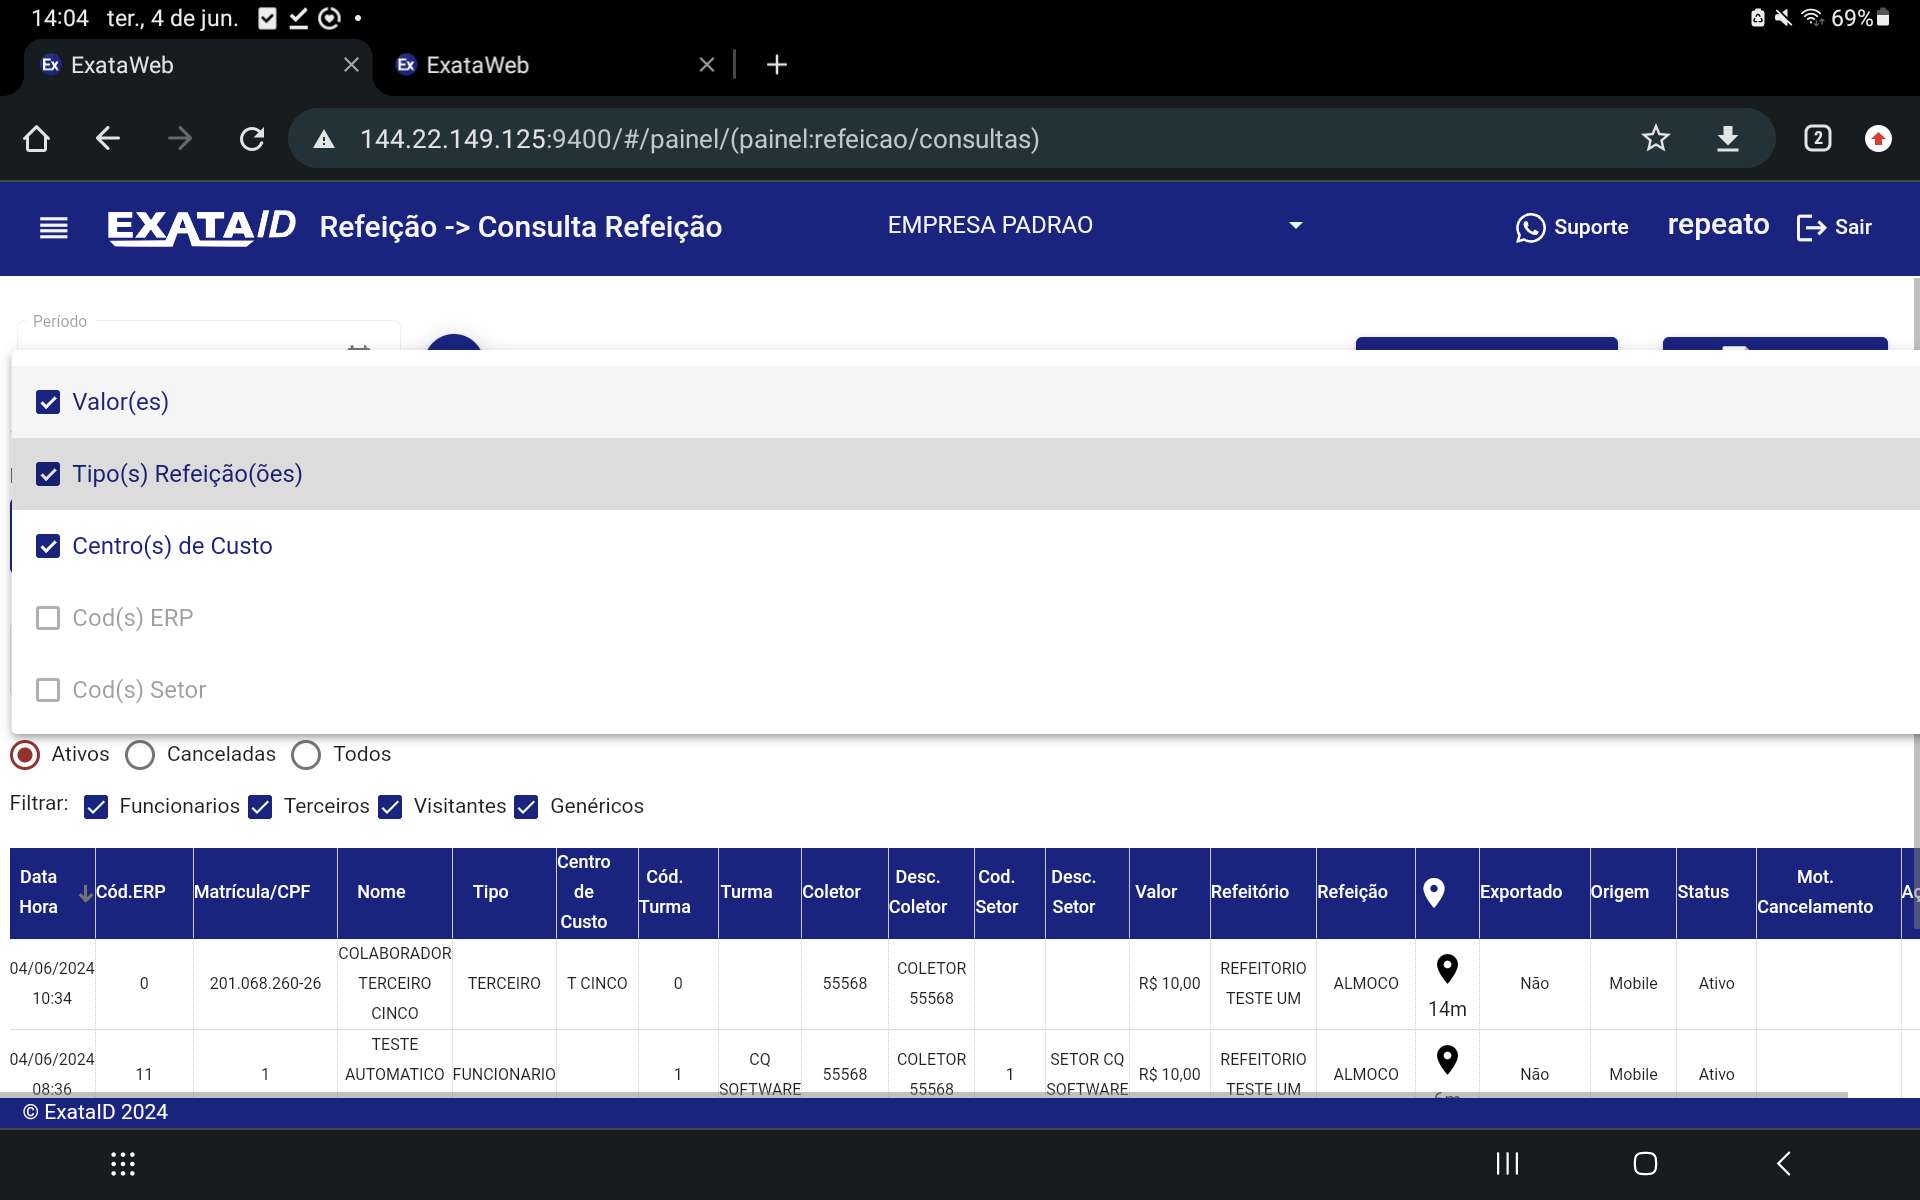 14:04 ter., 4 de jun.
69%
Ex ExataWeb
Ex ExataWeb
144.22.149.125:9400/#/painel/(painel:refeicao/consultas)
2
EXATAID Refeição -> Consulta Refeição
EMPRESA PADRAO
Suporte
repeato
Sair
Período
Valor(es)
Tipo(s) Refeição(ões)
Centro(s) de Custo
Cod(s) ERP
Cod(s) Setor
Ativos Canceladas Todos
Filtrar: Funcionarios Terceiros Visitantes Genéricos
Data Hora
Cód.ERP
Matrícula/CPF
Nome
Tipo
Centro de Custo
Cód. Turma
Turma
Coletor
Desc. Coletor
Cod. Setor
Desc. Setor
Valor
Refeitório
Refeição
Exportado
Origem
Status
Mot. Cancelamento
04/06/2024 10:34
0
201.068.260-26
COLABORADOR TERCEIRO CINCO
TERCEIRO
T CINCO
0
55568
COLETOR 55568
R$ 10,00
REFEITORIO TESTE UM
ALMOCO
14m
Não
Mobile
Ativo
04/06/2024 08:36
11
1
TESTE AUTOMATICO
FUNCIONARIO
1
CQ SOFTWARE
55568
COLETOR 55568
1
SETOR CQ SOFTWARE
R$ 10,00
REFEITORIO TESTE UM
ALMOCO
Não
Mobile
Ativo
© ExataID 2024